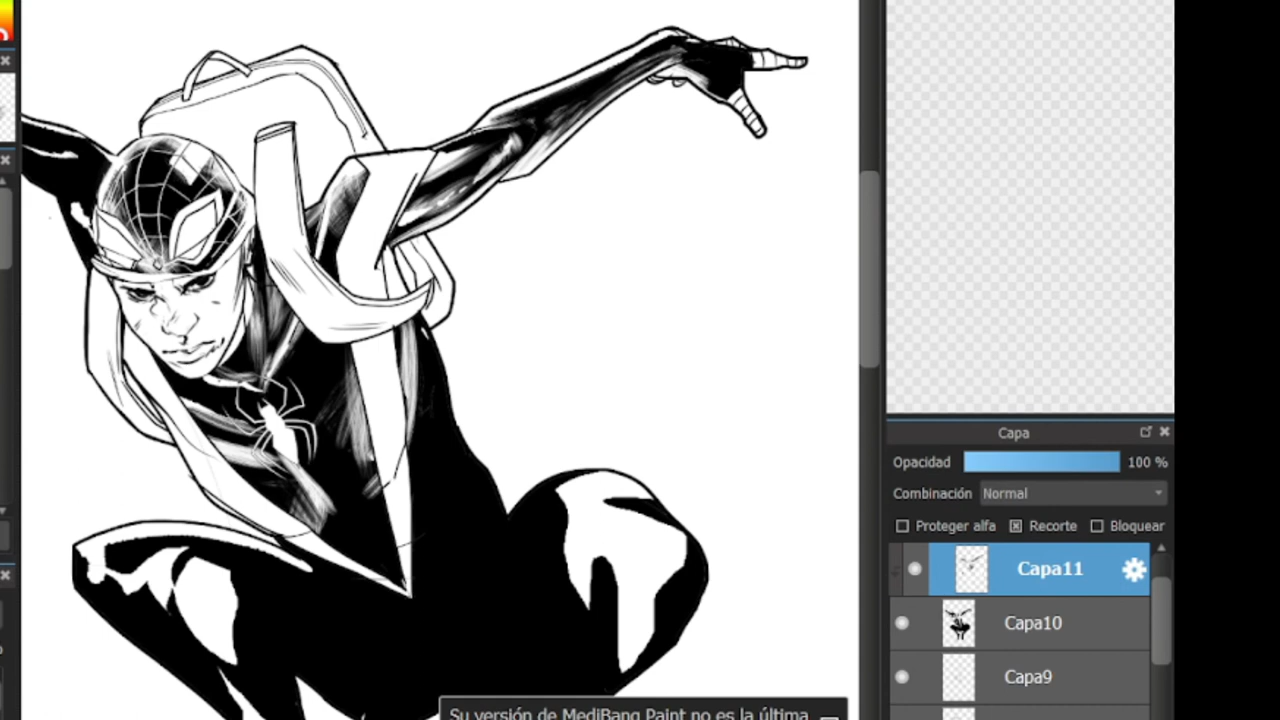 Capa
Opacidad 100 %
Combinación Normal
Proteger alfa Recorte Bloquear
Capa11
Capa10
Capa9
Su versión de MediBang Paint no es la última